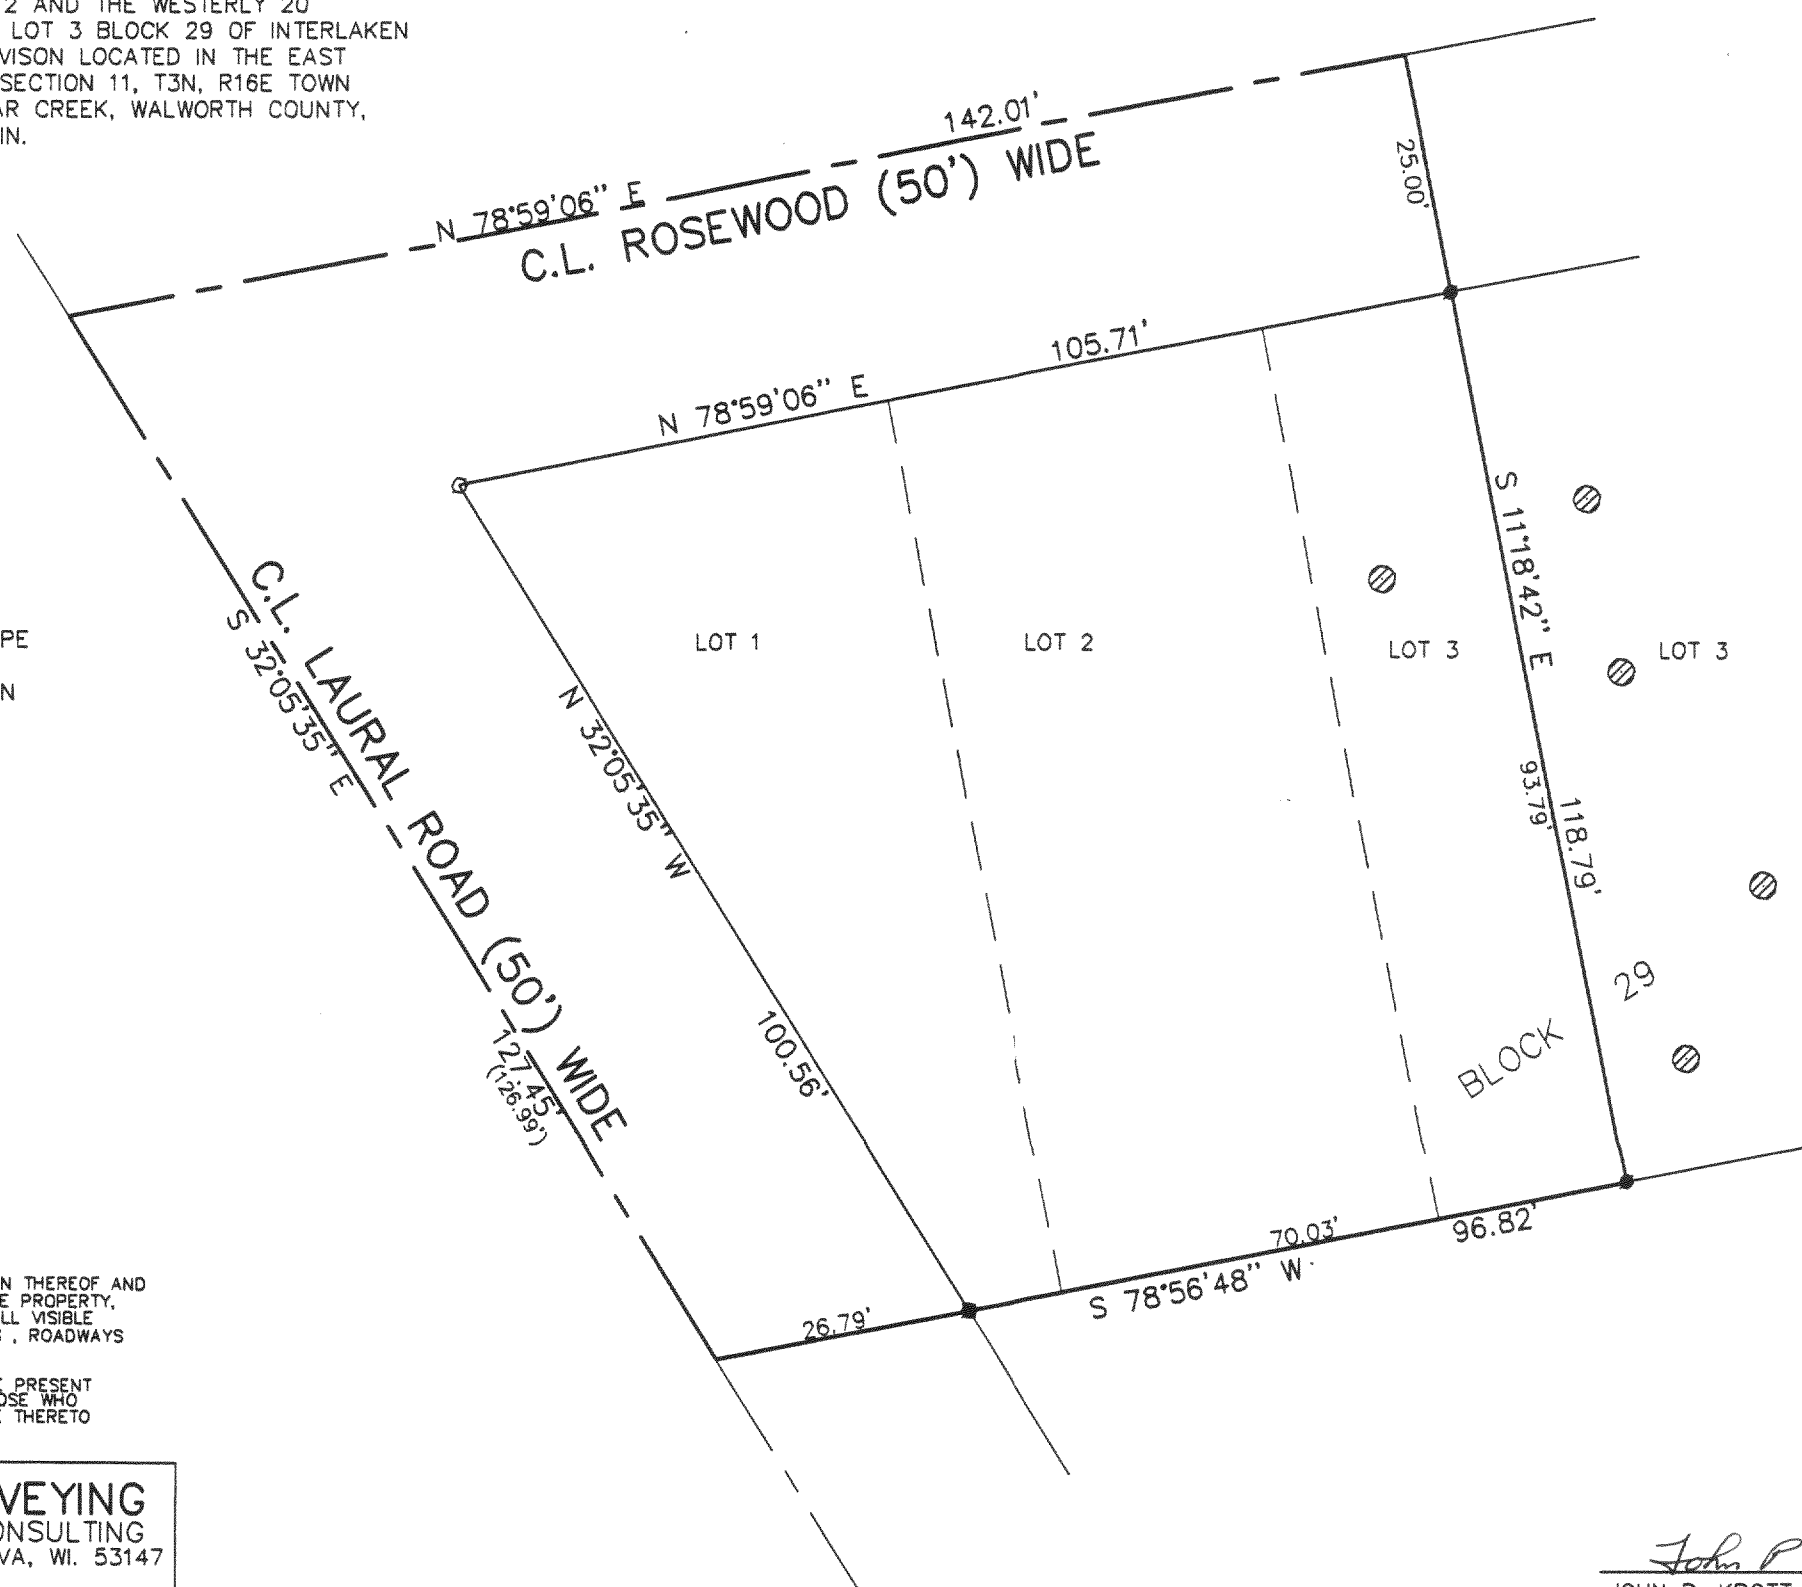 2 AND THE WESTERLY 20
LOT 3 BLOCK 29 OF INTERLAKEN
VISON LOCATED IN THE EAST
SECTION 11, T3N, R16E TOWN
AR CREEK, WALWORTH COUNTY,
IN.
142.01'
N 78°59'06" E
C.L. ROSEWOOD (50') WIDE
25.00'
105.71'
N 78°59'06" E
S 11°18'42" E
C.L. LAURAL ROAD (50') WIDE
S 32°05'35" E
PE
LOT 1
LOT 2
LOT 3
LOT 3
N
N 32°05'35" W
93.79'
118.79'
29
BLOCK
100.56'
127.45'
(126.99')
70.03'
96.82'
S 78°56'48" W
26.79'
N THEREOF AND
E PROPERTY,
LL VISIBLE
, ROADWAYS
E PRESENT
OSE WHO
THERETO
VEYING
ONSULTING
VA, WI. 53147
John P